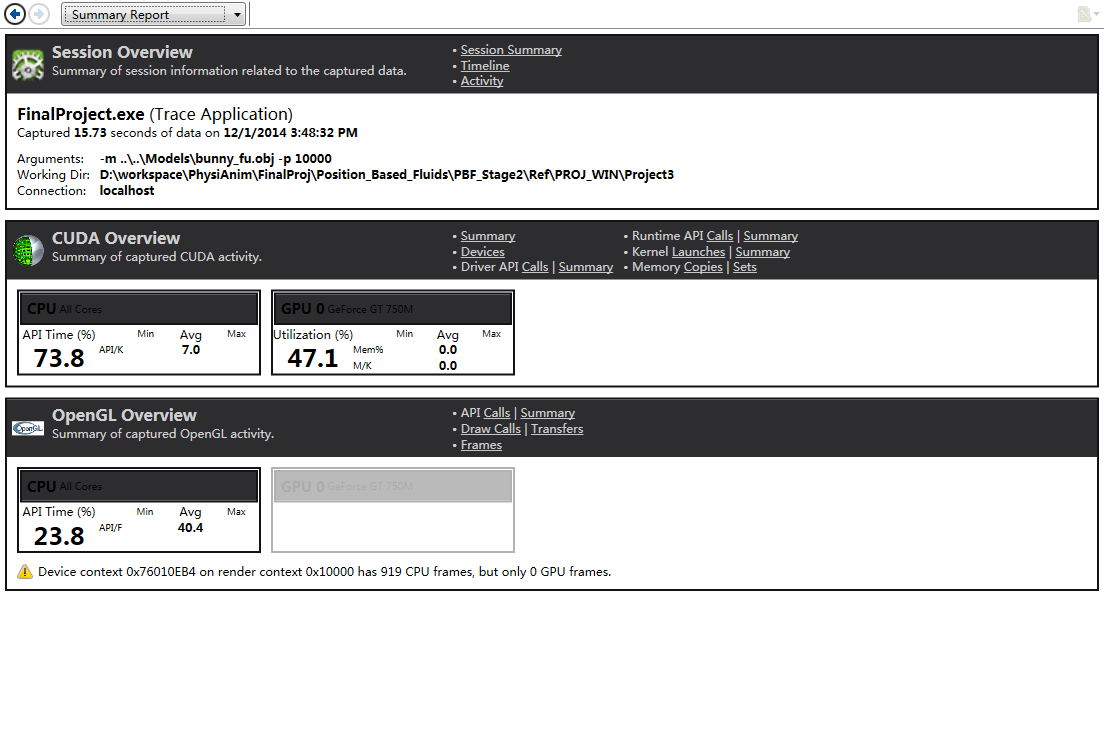 Summary Report
Session Overview
Summary of session information related to the captured data.
• Session Summary
• Timeline
• Activity
FinalProject.exe (Trace Application)
Captured 15.73 seconds of data on 12/1/2014 3:48:32 PM
Arguments: -m ..\..\Models\bunny_fu.obj -p 10000
Working Dir: D:\workspace\PhysiAnim\FinalProj\Position_Based_Fluids\PBF_Stage2\Ref\PROJ_WIN\Project3
Connection: localhost
CUDA Overview
Summary of captured CUDA activity.
• Summary
• Devices
• Driver API Calls | Summary
• Runtime API Calls | Summary
• Kernel Launches | Summary
• Memory Copies | Sets
CPU All Cores
API Time (%) Min Avg Max
73.8 API/K 7.0
GPU 0 GeForce GT 750M
Utilization (%) Min Avg Max
47.1 Mem% 0.0
M/K 0.0
OpenGL
OpenGL Overview
Summary of captured OpenGL activity.
• API Calls | Summary
• Draw Calls | Transfers
• Frames
CPU All Cores
API Time (%) Min Avg Max
23.8 API/F 40.4
GPU 0 GeForce GT 750M
Device context 0x76010EB4 on render context 0x10000 has 919 CPU frames, but only 0 GPU frames.